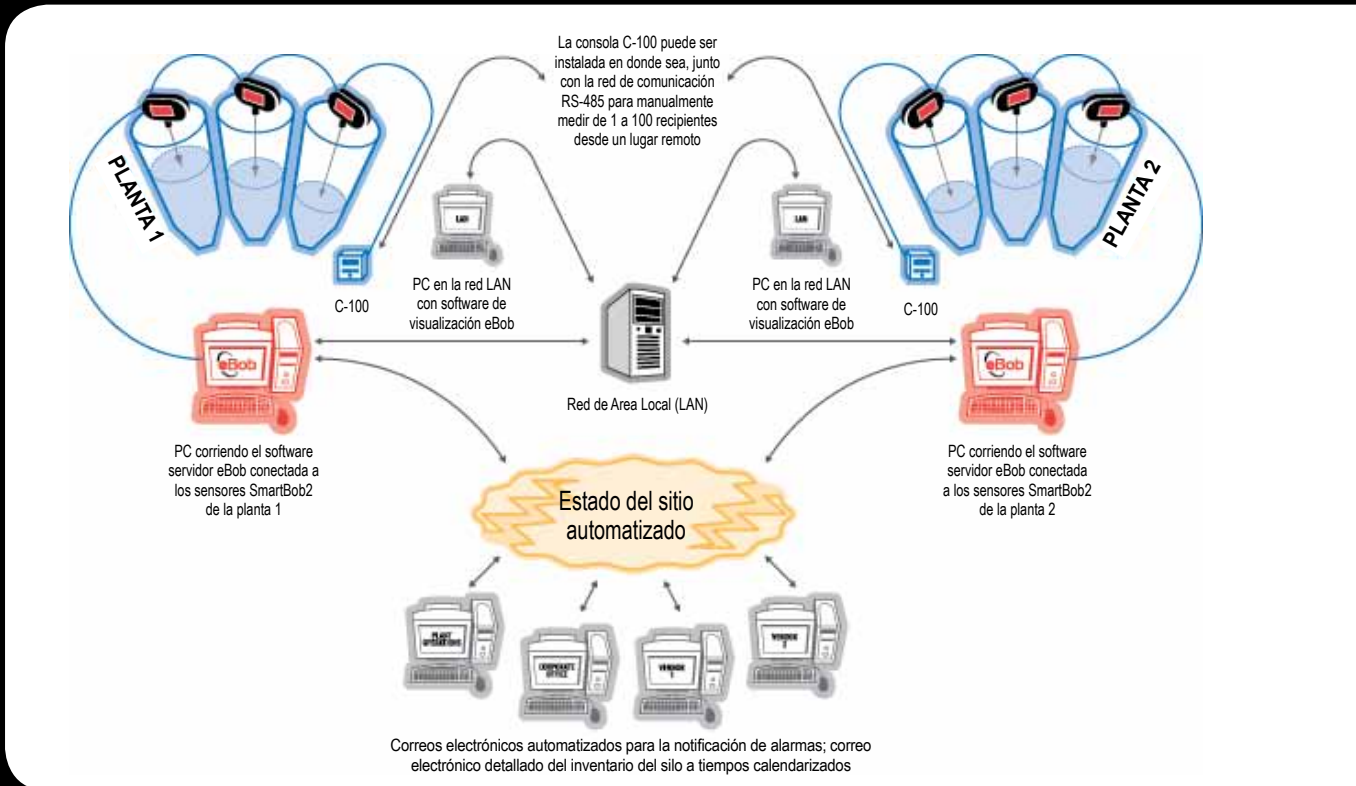 La consola C-100 puede ser
instalada en donde sea, junto
con la red de comunicación
RS-485 para manualmente
medir de 1 a 100 recipientes
desde un lugar remoto
PLANTA 1
PLANTA 2
LAN
LAN
C-100
PC en la red LAN
con software de
visualización eBob
PC en la red LAN
con software de
visualización eBob
C-100
eBob
eBob
Red de Area Local (LAN)
PC corriendo el software
servidor eBob conectada a
los sensores SmartBob2
de la planta 1
PC corriendo el software
servidor eBob conectada
a los sensores SmartBob2
de la planta 2
Estado del sitio
automatizado
PLANT
OPERATIONS
CORPORATE
OFFICE
VENDOR
1
VENDOR
2
Correos electrónicos automatizados para la notificación de alarmas; correo
electrónico detallado del inventario del silo a tiempos calendarizados